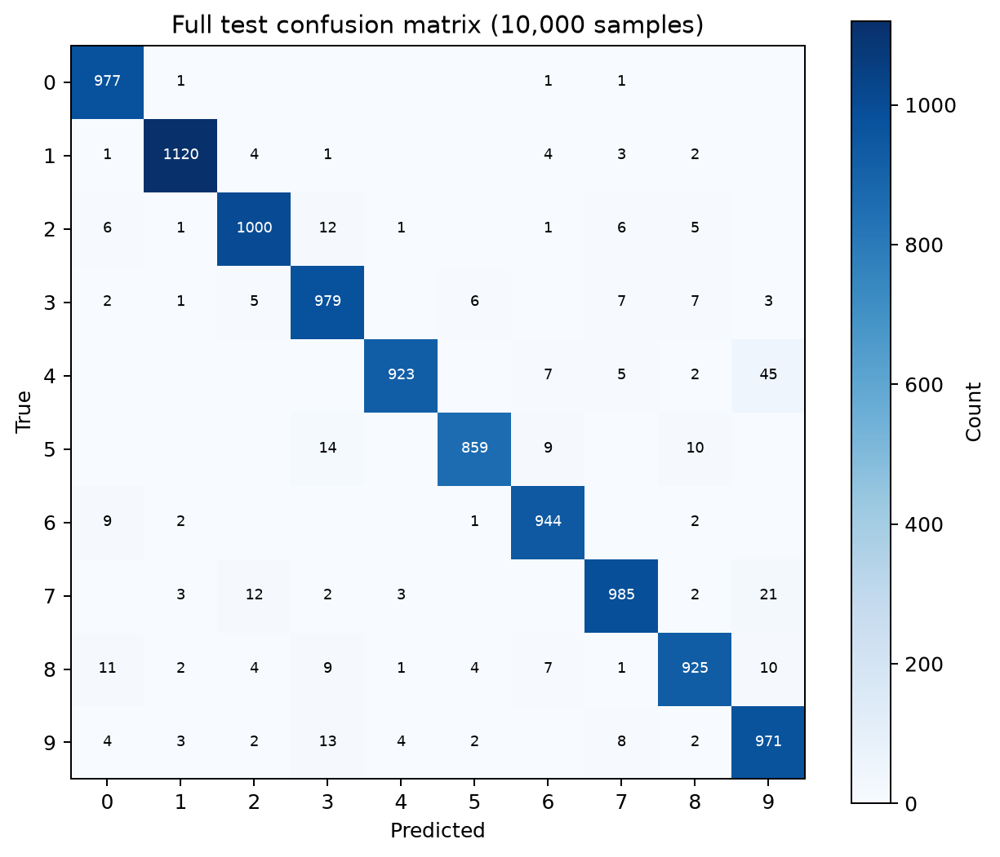 Full test confusion matrix (10,000 samples)
0 977 1 1 1
1 1 1120 4 1 4 3 2
2 6 1 1000 12 1 1 6 5
3 2 1 5 979 6 7 7 3
4 923 7 5 2 45
5 14 859 9 10
6 9 2 1 944 2
7 3 12 2 3 985 2 21
8 11 2 4 9 1 4 7 1 925 10
9 4 3 2 13 4 2 8 2 971
0 1 2 3 4 5 6 7 8 9
Predicted
True
1000
800
600
400
200
0
Count